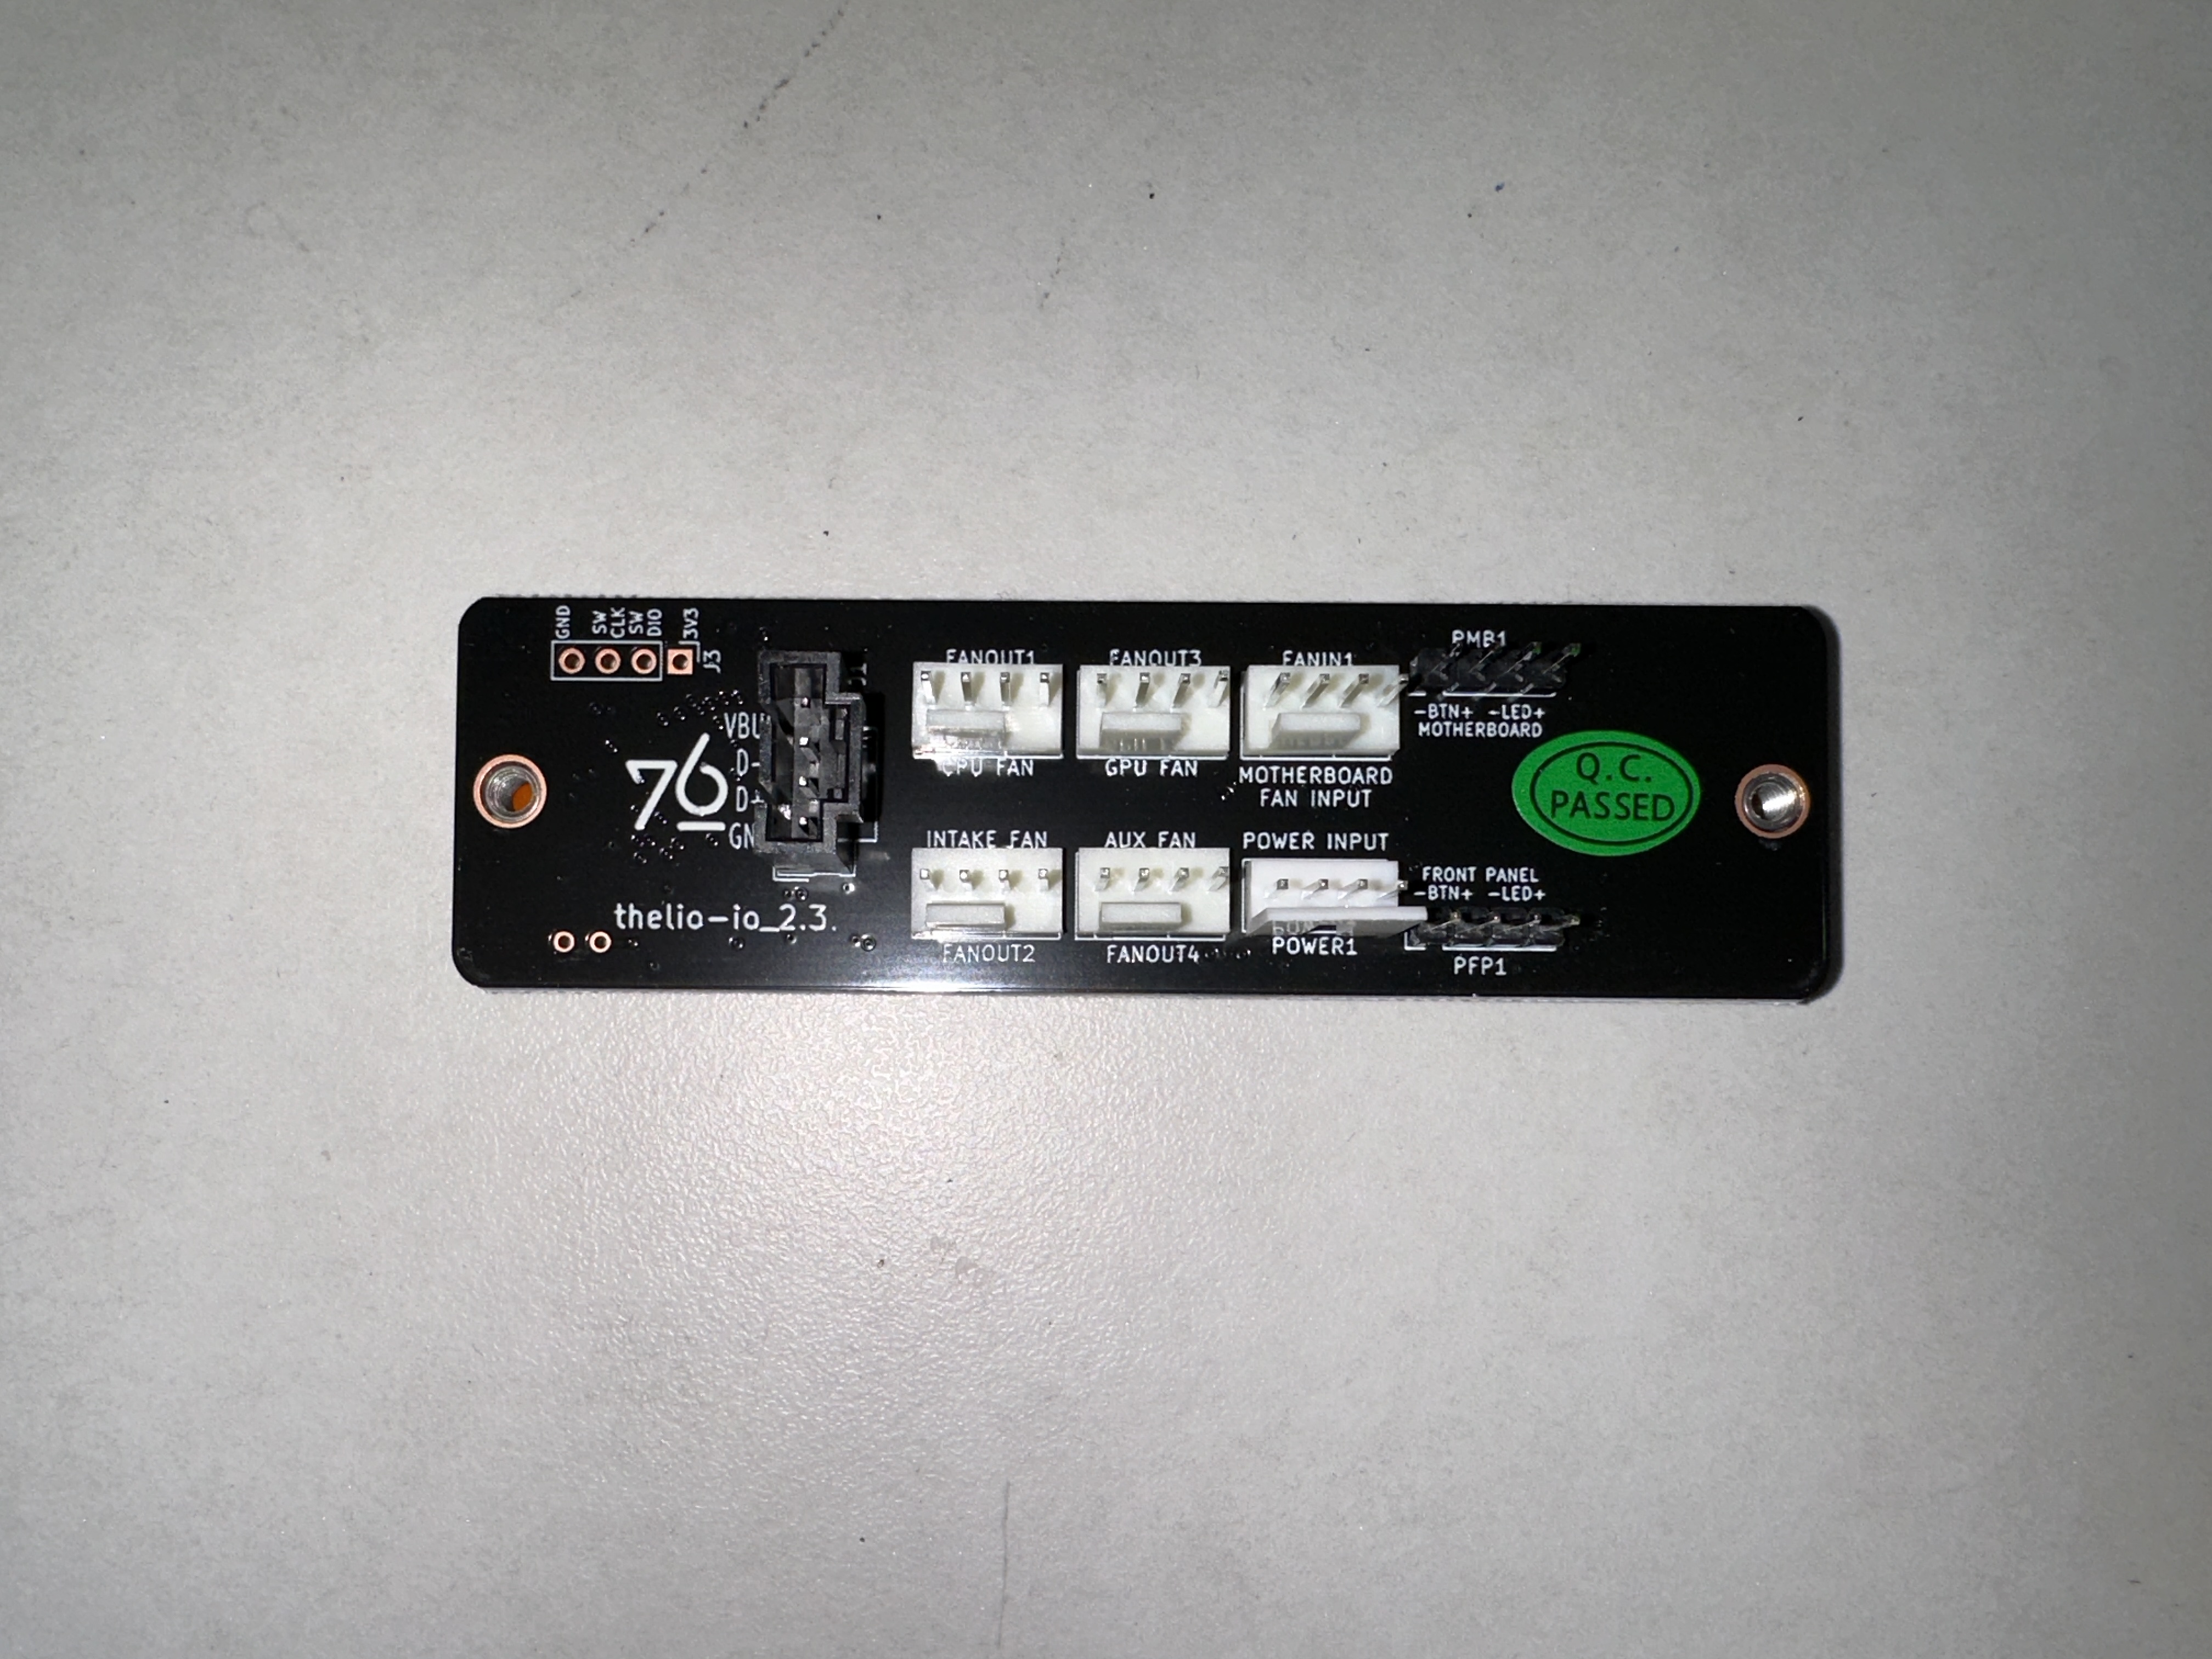 GND
SW
CLK
SW
DIO
3V3
J3
FANOUT1
FANOUT3
FANIN1
PMB1
-BTN+ -LED+
MOTHERBOARD
CPU FAN
GPU FAN
MOTHERBOARD
FAN INPUT
76
D-
D+
Q.C.
PASSED
INTAKE FAN
AUX FAN
POWER INPUT
FRONT PANEL
-BTN+ -LED+
thelio-io_2.3.
FANOUT2
FANOUT4
POWER1
PFP1